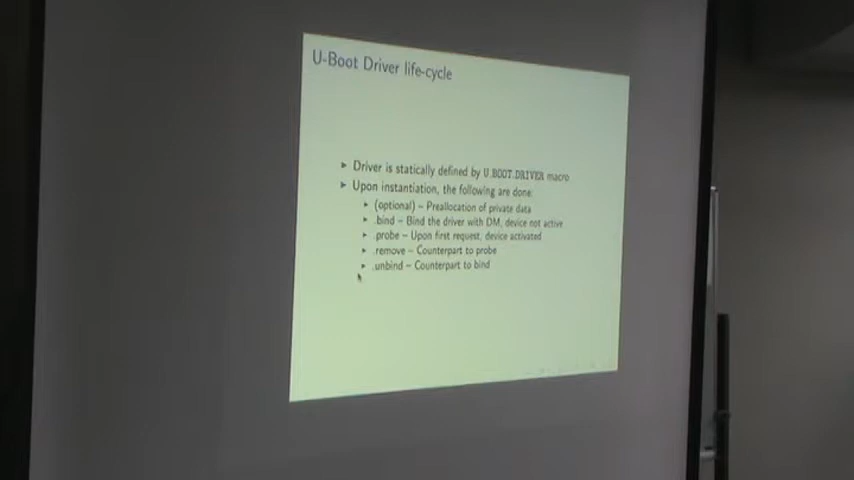 U-Boot Driver life-cycle
► Driver is statically defined by U_BOOT_DRIVER macro
► Upon instantiation, the following are done:
► (optional) – Preallocation of private data
► .bind – Bind the driver with DM, device not active
► .probe – Upon first request, device activated
► .remove – Counterpart to probe
► .unbind – Counterpart to bind